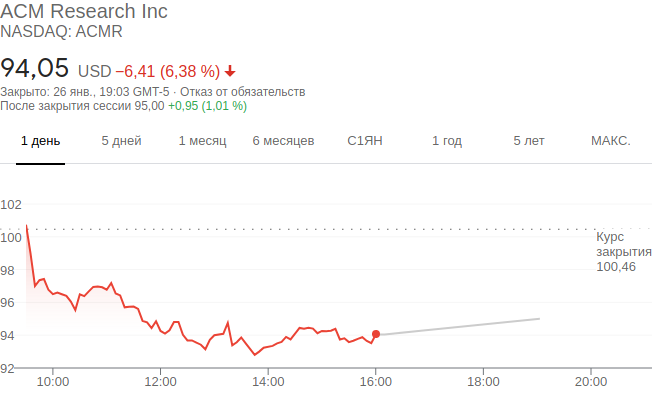 ACM Research Inc
NASDAQ: ACMR
94,05 USD −6,41 (6,38 %)
Закрыто: 26 янв., 19:03 GMT-5 · Отказ от обязательств
После закрытия сессии 95,00 +0,95 (1,01 %)
1 день 5 дней 1 месяц 6 месяцев С1ЯН 1 год 5 лет МАКС.
102
100
98
96
94
92
Курс
закрытия
100,46
10:00 12:00 14:00 16:00 18:00 20:00